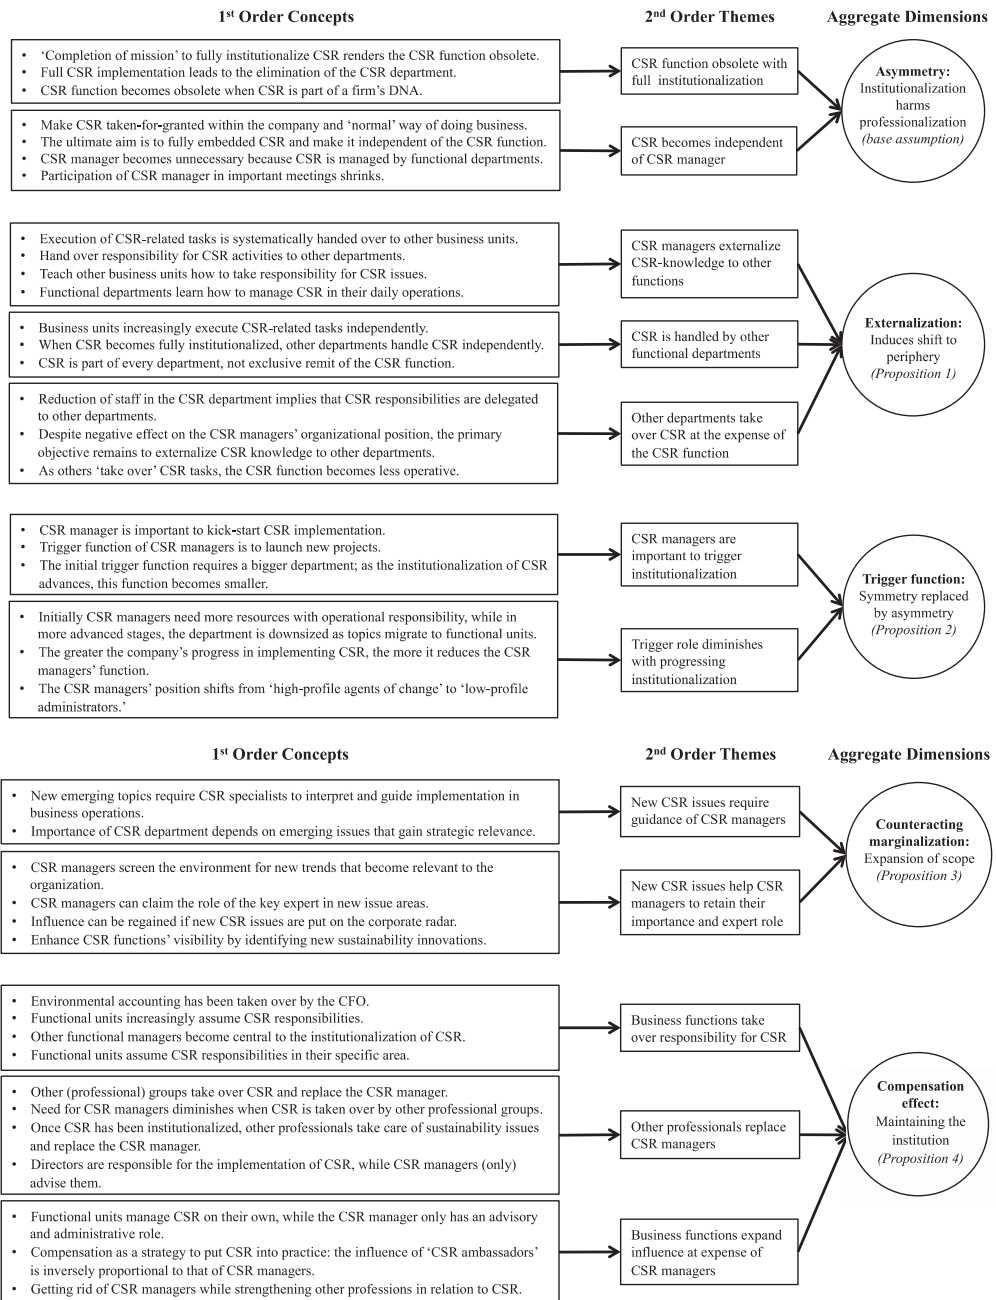 1st Order Concepts
2nd Order Themes
Aggregate Dimensions
• ‘Completion of mission’ to fully institutionalize CSR renders the CSR function obsolete.
• Full CSR implementation leads to the elimination of the CSR department.
• CSR function becomes obsolete when CSR is part of a firm’s DNA.
CSR function obsolete with
full institutionalization
• Make CSR taken-for-granted within the company and ‘normal’ way of doing business.
• The ultimate aim is to fully embedded CSR and make it independent of the CSR function.
• CSR manager becomes unnecessary because CSR is managed by functional departments.
• Participation of CSR manager in important meetings shrinks.
CSR becomes independent
of CSR manager
Asymmetry:
Institutionalization
harms
professionalization
(base assumption)
• Execution of CSR-related tasks is systematically handed over to other business units.
• Hand over responsibility for CSR activities to other departments.
• Teach other business units how to take responsibility for CSR issues.
• Functional departments learn how to manage CSR in their daily operations.
CSR managers externalize
CSR-knowledge to other
functions
• Business units increasingly execute CSR-related tasks independently.
• When CSR becomes fully institutionalized, other departments handle CSR independently.
• CSR is part of every department, not exclusive remit of the CSR function.
CSR is handled by other
functional departments
• Reduction of staff in the CSR department implies that CSR responsibilities are delegated
to other departments.
• Despite negative effect on the CSR managers’ organizational position, the primary
objective remains to externalize CSR knowledge to other departments.
• As others ‘take over’ CSR tasks, the CSR function becomes less operative.
Other departments take
over CSR at the expense of
the CSR function
Externalization:
Induces shift to
periphery
(Proposition 1)
• CSR manager is important to kick-start CSR implementation.
• Trigger function of CSR managers is to launch new projects.
• The initial trigger function requires a bigger department; as the institutionalization of CSR
advances, this function becomes smaller.
CSR managers are
important to trigger
institutionalization
• Initially CSR managers need more resources with operational responsibility, while in
more advanced stages, the department is downsized as topics migrate to functional units.
• The greater the company’s progress in implementing CSR, the more it reduces the CSR
managers’ function.
• The CSR managers’ position shifts from ‘high-profile agents of change’ to ‘low-profile
administrators.’
Trigger role diminishes
with progressing
institutionalization
Trigger function:
Symmetry replaced
by asymmetry
(Proposition 2)
1st Order Concepts
2nd Order Themes
Aggregate Dimensions
• New emerging topics require CSR specialists to interpret and guide implementation in
business operations.
• Importance of CSR department depends on emerging issues that gain strategic relevance.
New CSR issues require
guidance of CSR managers
• CSR managers screen the environment for new trends that become relevant to the
organization.
• CSR managers can claim the role of the key expert in new issue areas.
• Influence can be regained if new CSR issues are put on the corporate radar.
• Enhance CSR functions’ visibility by identifying new sustainability innovations.
New CSR issues help CSR
managers to retain their
importance and expert role
Counteracting
marginalization:
Expansion of scope
(Proposition 3)
• Environmental accounting has been taken over by the CFO.
• Functional units increasingly assume CSR responsibilities.
• Other functional managers become central to the institutionalization of CSR.
• Functional units assume CSR responsibilities in their specific area.
Business functions take
over responsibility for CSR
• Other (professional) groups take over CSR and replace the CSR manager.
• Need for CSR managers diminishes when CSR is taken over by other professional groups.
• Once CSR has been institutionalized, other professionals take care of sustainability issues
and replace the CSR manager.
• Directors are responsible for the implementation of CSR, while CSR managers (only)
advise them.
Other professionals replace
CSR managers
• Functional units manage CSR on their own, while the CSR manager only has an advisory
and administrative role.
• Compensation as a strategy to put CSR into practice: the influence of ‘CSR ambassadors’
is inversely proportional to that of CSR managers.
• Getting rid of CSR managers while strengthening other professions in relation to CSR.
Business functions expand
influence at expense of
CSR managers
Compensation
effect:
Maintaining the
institution
(Proposition 4)